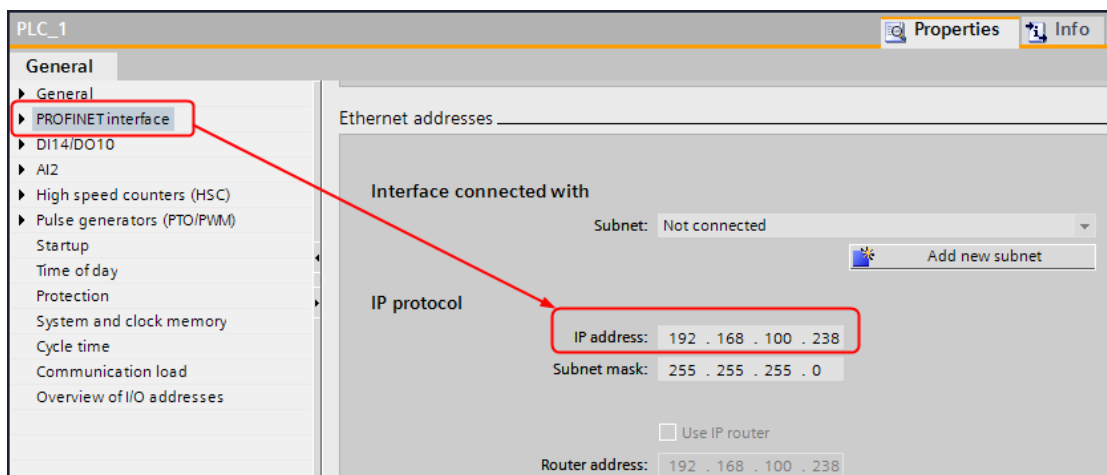 PLC_1
Properties
Info
General
General
PROFINET interface
DI14/DO10
AI2
High speed counters (HSC)
Pulse generators (PTO/PWM)
Startup
Time of day
Protection
System and clock memory
Cycle time
Communication load
Overview of I/O addresses
Ethernet addresses
Interface connected with
Subnet: Not connected
Add new subnet
IP protocol
IP address: 192 . 168 . 100 . 238
Subnet mask: 255 . 255 . 255 . 0
Use IP router
Router address: 192 . 168 . 100 . 238